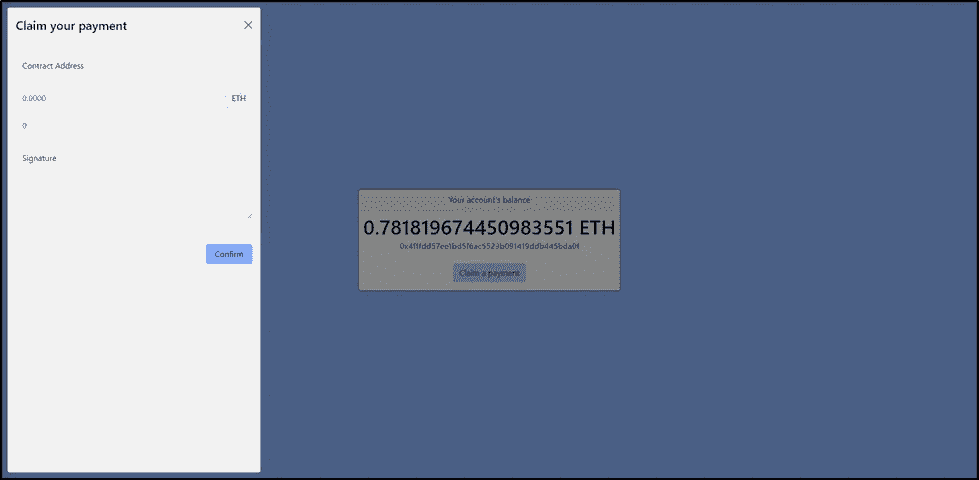 Claim your payment
Contract Address
0.0000 ETH
0
Signature
Confirm
Your account's balance
0.781819674450983551 ETH
Claim a payment